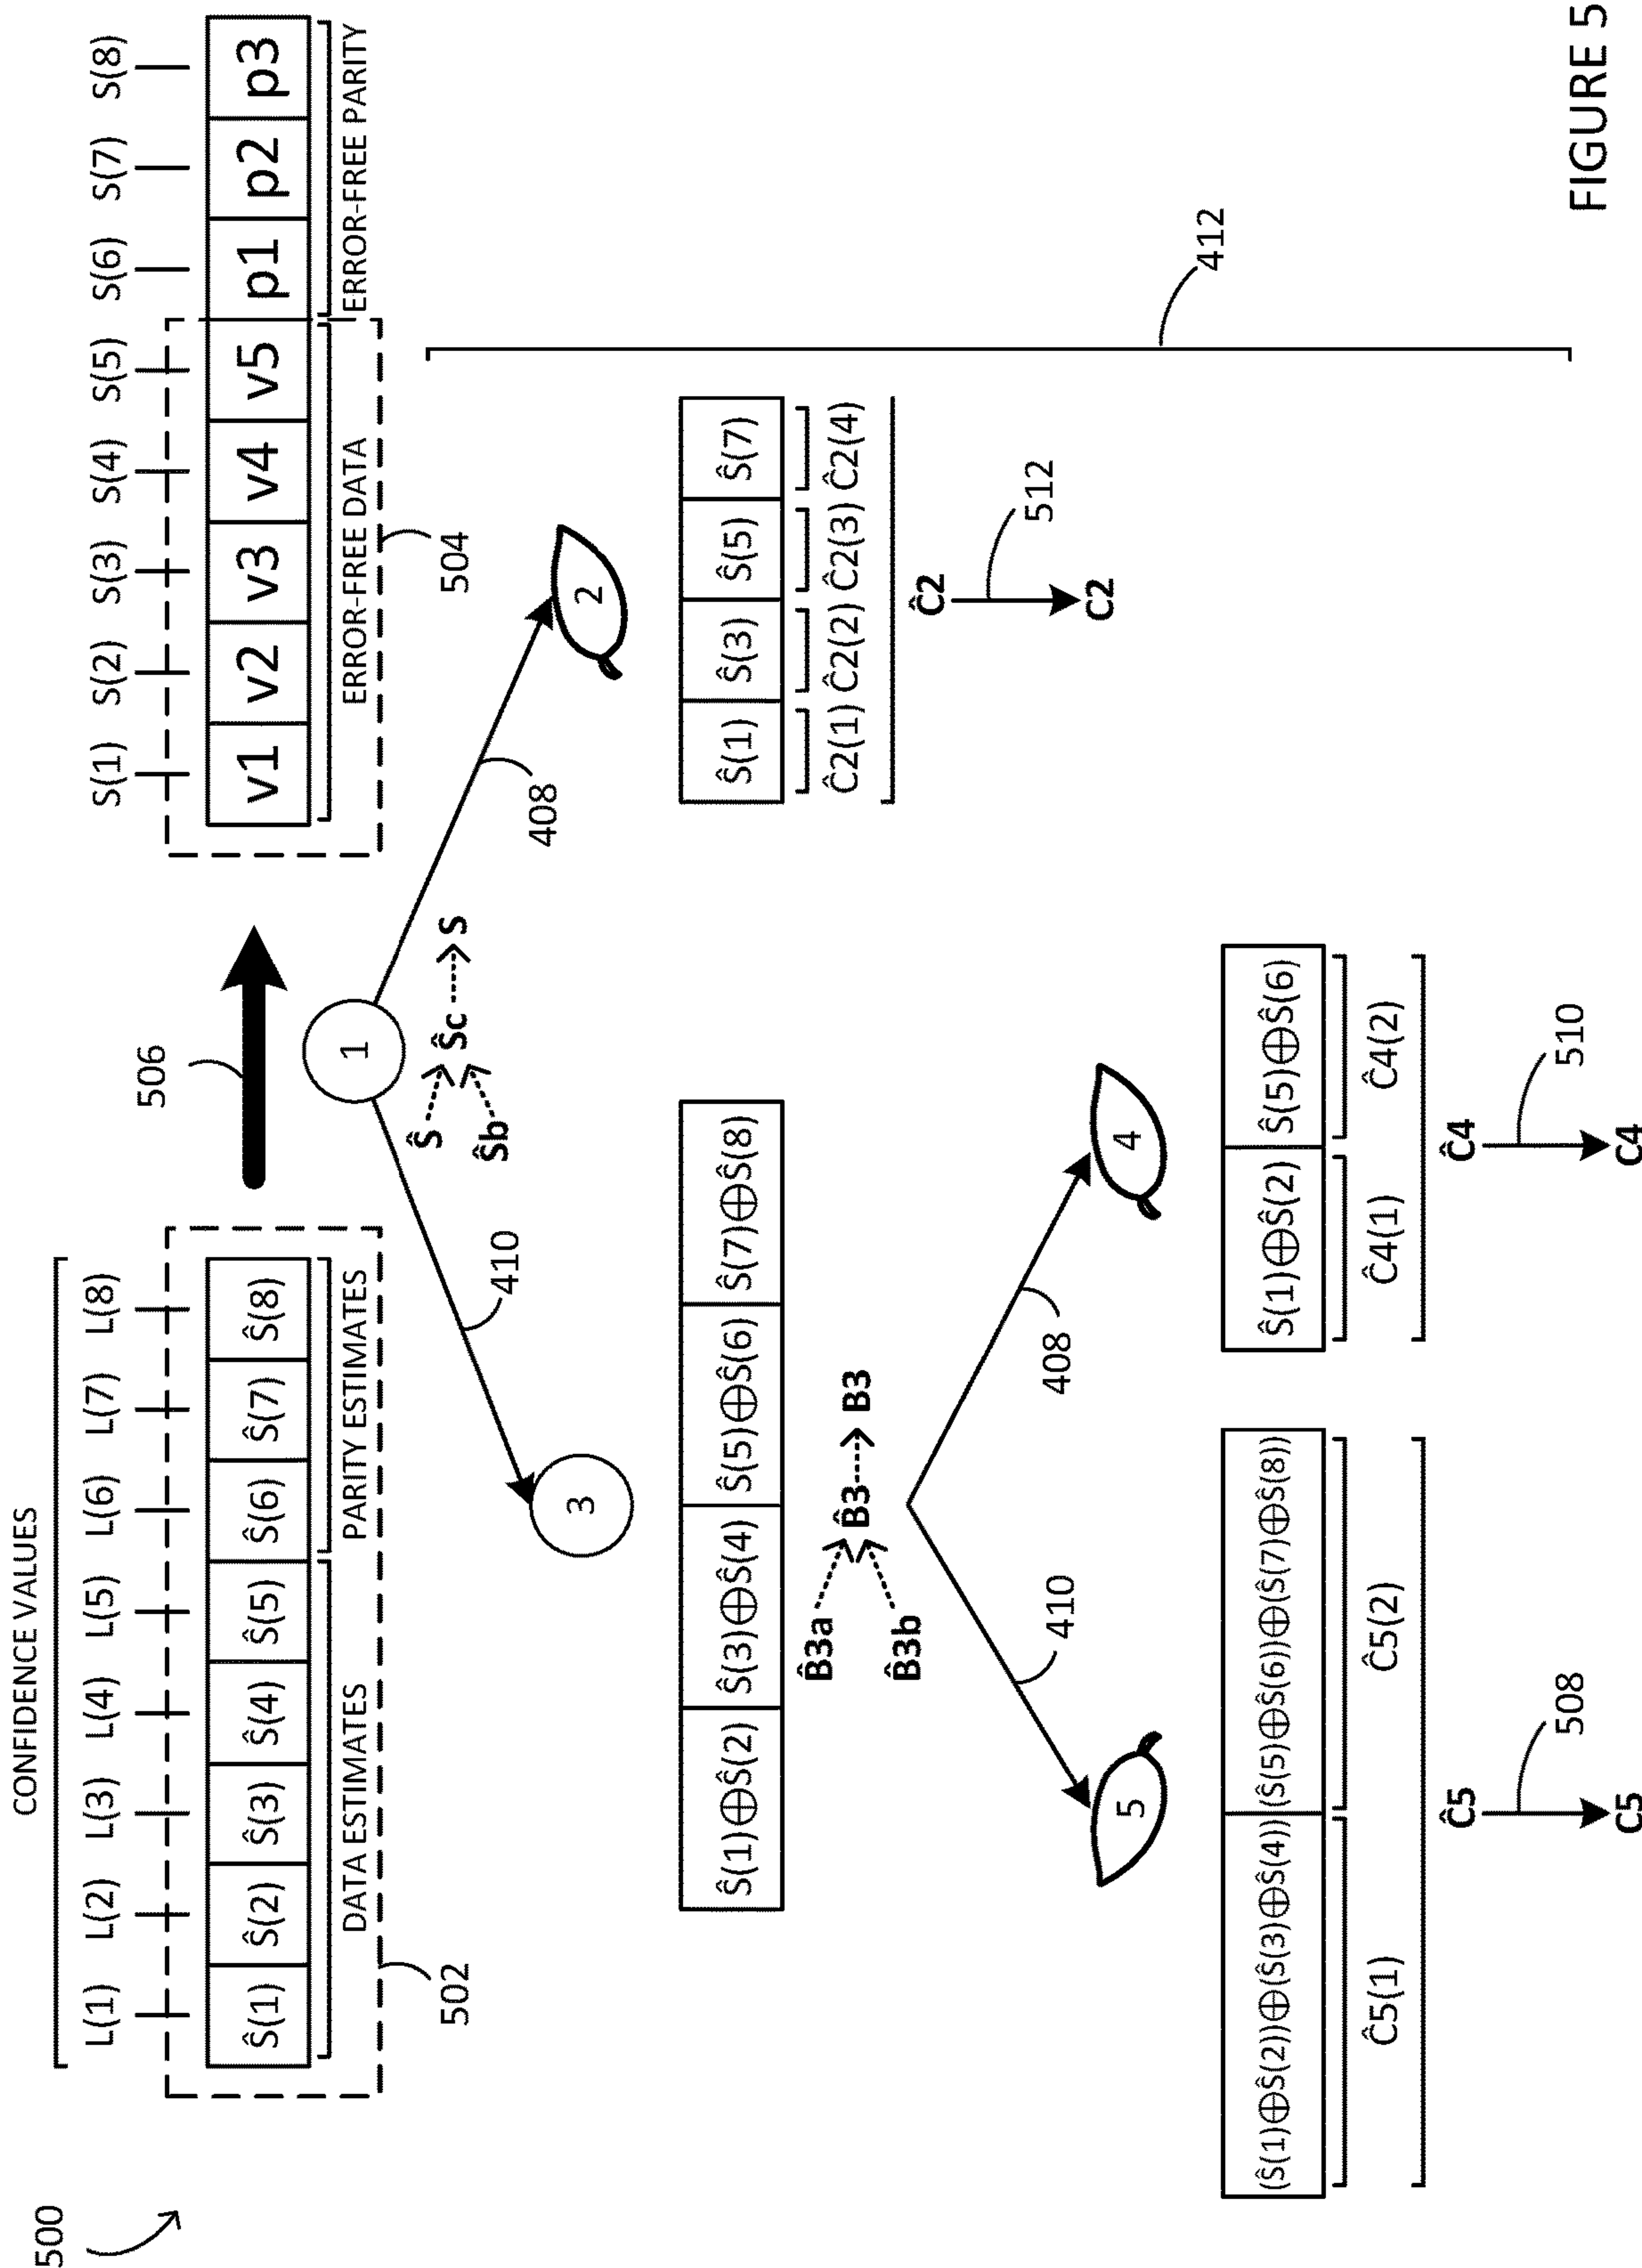 500
CONFIDENCE VALUES
L(1) L(2) L(3) L(4) L(5) L(6) L(7) L(8)
Ŝ(1) Ŝ(2) Ŝ(3) Ŝ(4) Ŝ(5) Ŝ(6) Ŝ(7) Ŝ(8)
DATA ESTIMATES PARITY ESTIMATES
502
506
S(1) S(2) S(3) S(4) S(5) S(6) S(7) S(8)
v1 v2 v3 v4 v5 p1 p2 p3
ERROR-FREE DATA ERROR-FREE PARITY
504
1
Ŝ
Ŝb
Ŝc
S
410
408
3
2
Ŝ(1)⊕Ŝ(2) Ŝ(3)⊕Ŝ(4) Ŝ(5)⊕Ŝ(6) Ŝ(7)⊕Ŝ(8)
Ŝ(1) Ŝ(3) Ŝ(5) Ŝ(7)
Ĉ2(1) Ĉ2(2) Ĉ2(3) Ĉ2(4)
Ĉ2
512
C2
B̂3a
B̂3b
B̂3
B3
410
408
412
5
4
(Ŝ(1)⊕Ŝ(2))⊕(Ŝ(3)⊕Ŝ(4)) (Ŝ(5)⊕Ŝ(6))⊕(Ŝ(7)⊕Ŝ(8))
Ŝ(1)⊕Ŝ(2) Ŝ(5)⊕Ŝ(6)
Ĉ5(1) Ĉ5(2)
Ĉ4(1) Ĉ4(2)
Ĉ5
508
C5
Ĉ4
510
C4
FIGURE 5